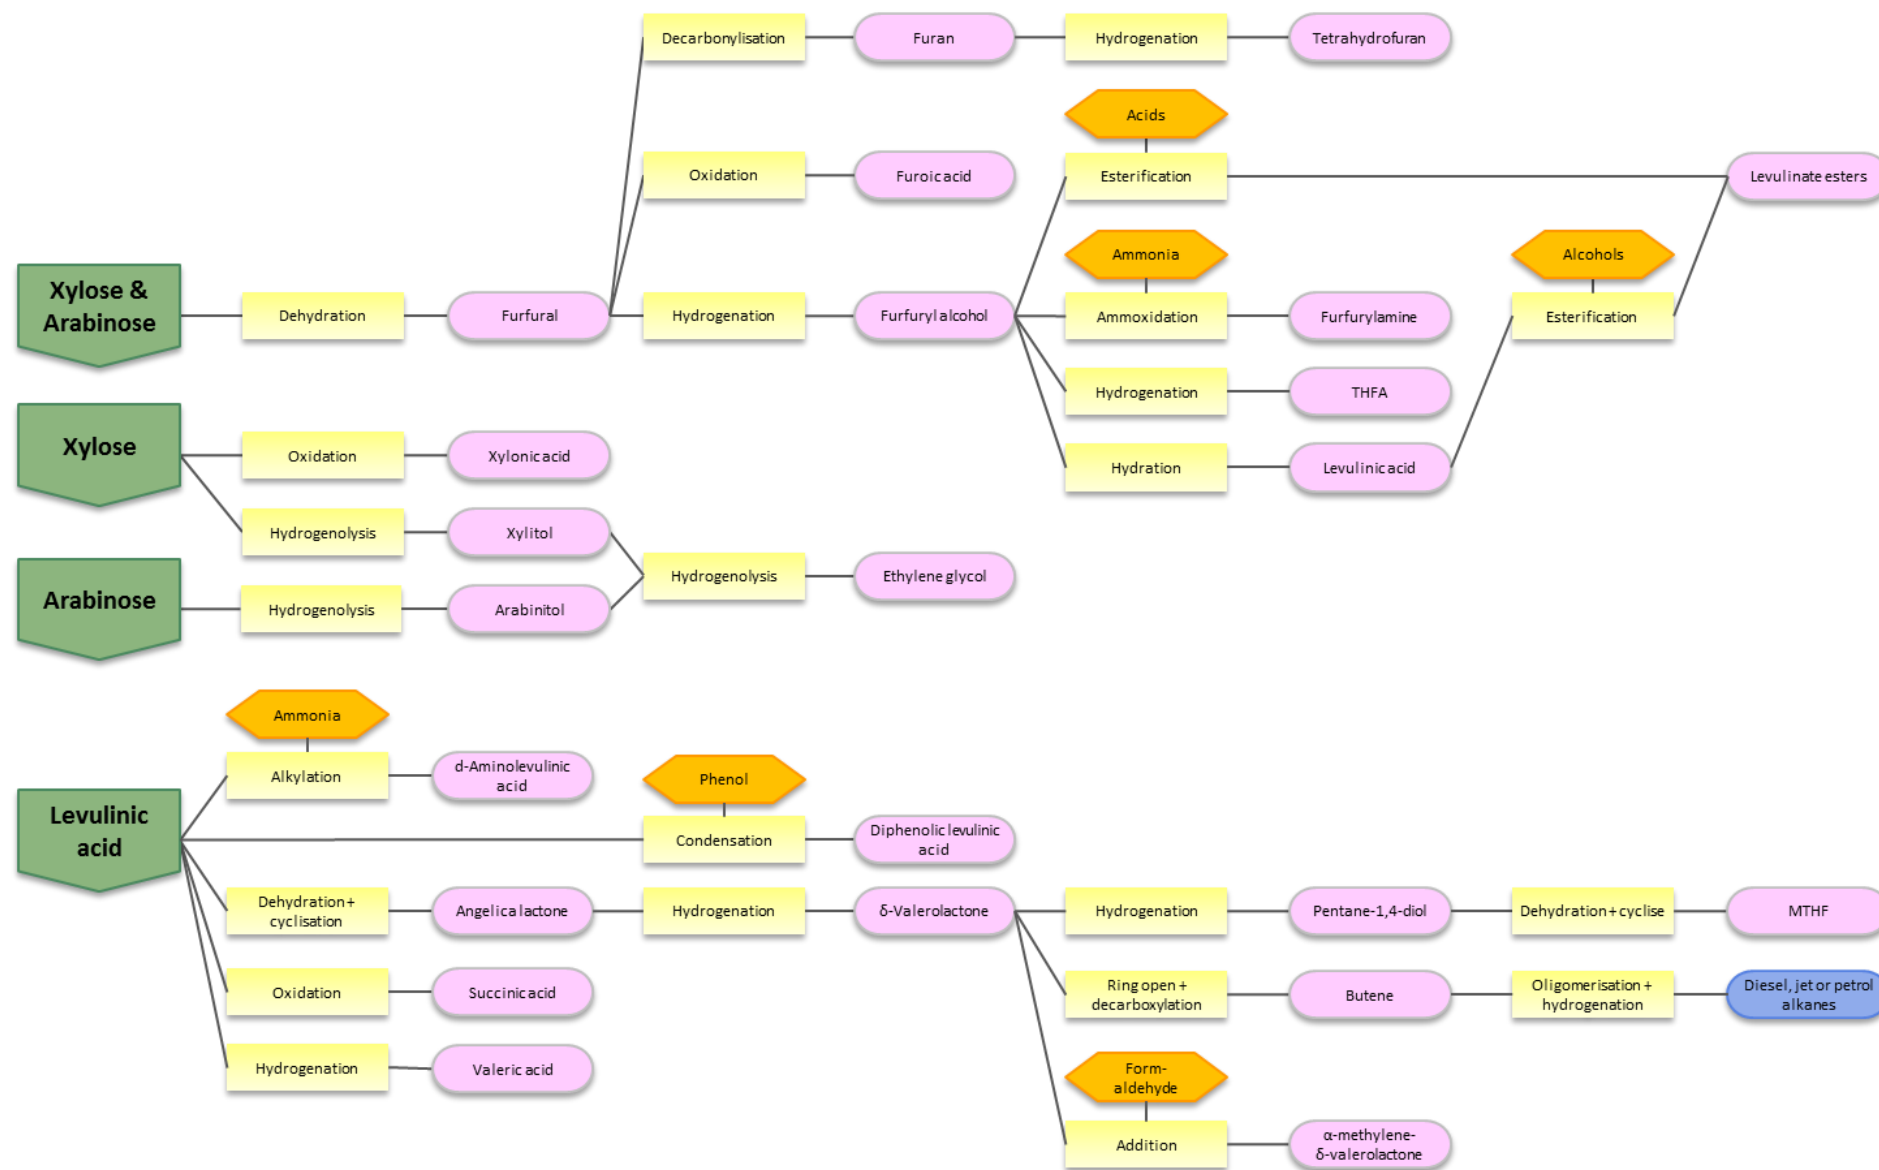 Decarbonylisation
Furan
Hydrogenation
Tetrahydrofuran
Acids
Oxidation
Furoic acid
Esterification
Levulinate esters
Ammonia
Alcohols
Xylose &
Arabinose
Dehydration
Furfural
Hydrogenation
Furfuryl alcohol
Ammoxidation
Furfurylamine
Esterification
Hydrogenation
THFA
Xylose
Oxidation
Xylonic acid
Hydration
Levulinic acid
Hydrogenolysis
Xylitol
Hydrogenolysis
Ethylene glycol
Arabinose
Hydrogenolysis
Arabinitol
Ammonia
Alkylation
d-Aminolevulinic
acid
Phenol
Levulinic
acid
Condensation
Diphenolic levulinic
acid
Dehydration +
cyclisation
Angelica lactone
Hydrogenation
δ-Valerolactone
Hydrogenation
Pentane-1,4-diol
Dehydration + cyclise
MTHF
Oxidation
Succinic acid
Ring open +
decarboxylation
Butene
Oligomerisation +
hydrogenation
Diesel, jet or petrol
alkanes
Hydrogenation
Valeric acid
Form-
aldehyde
Addition
α-methylene-
δ-valerolactone